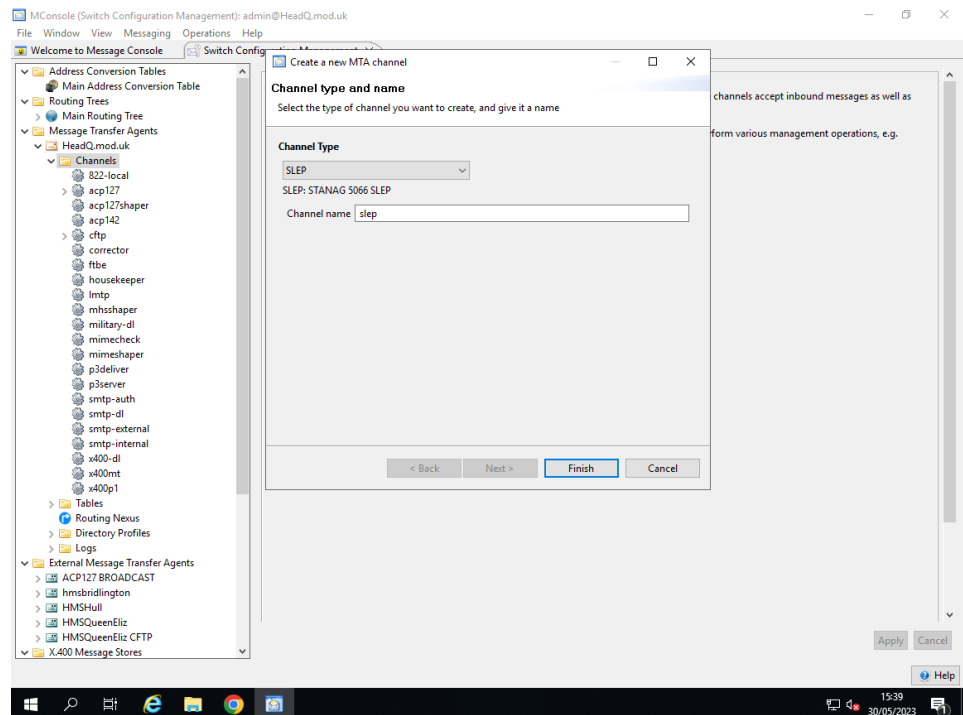 MConsole (Switch Configuration Management): admin@HeadQ.mod.uk
File Window View Messaging Operations Help
Welcome to Message Console
Switch Configuration Management
Address Conversion Tables
Main Address Conversion Table
Routing Trees
Main Routing Tree
Message Transfer Agents
HeadQ.mod.uk
Channels
822-local
acp127
acp127shaper
acp142
cftp
corrector
ftbe
housekeeper
lmtp
mhsshaper
military-dl
mimecheck
mimeshaper
p3deliver
p3server
smtp-auth
smtp-dl
smtp-external
smtp-internal
x400-dl
x400mt
x400p1
Tables
Routing Nexus
Directory Profiles
Logs
External Message Transfer Agents
ACP127 BROADCAST
hmsbridlington
HMSHull
HMSQueenEliz
HMSQueenEliz CFTP
X.400 Message Stores
Create a new MTA channel
Channel type and name
Select the type of channel you want to create, and give it a name
Channel Type
SLEP
SLEP: STANAG 5066 SLEP
Channel name slep
< Back Next > Finish Cancel
channels accept inbound messages as well as
form various management operations, e.g.
Apply Cancel
Help
15:39
30/05/2023